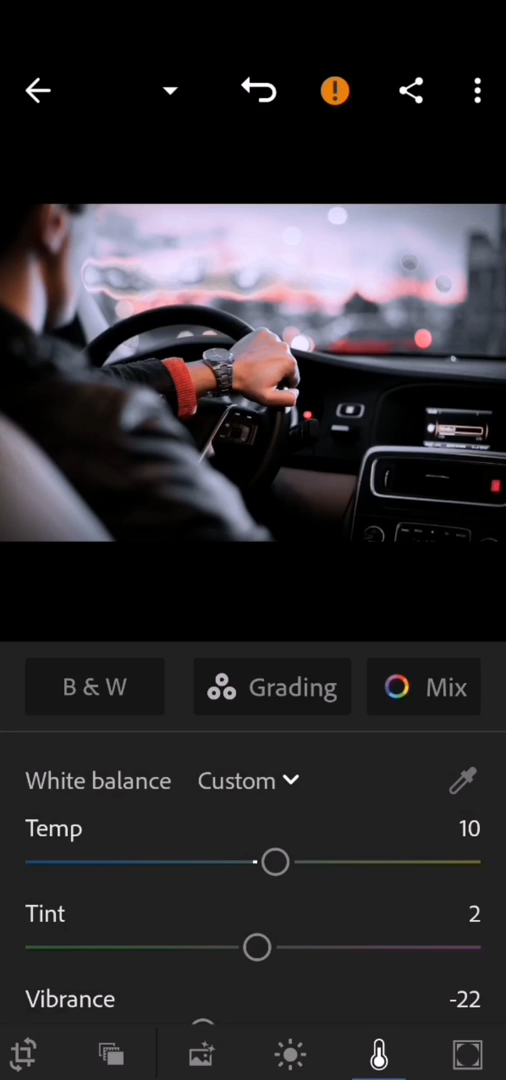 B & W
Grading
Mix
White balance Custom
Temp 10
Tint 2
Vibrance -22